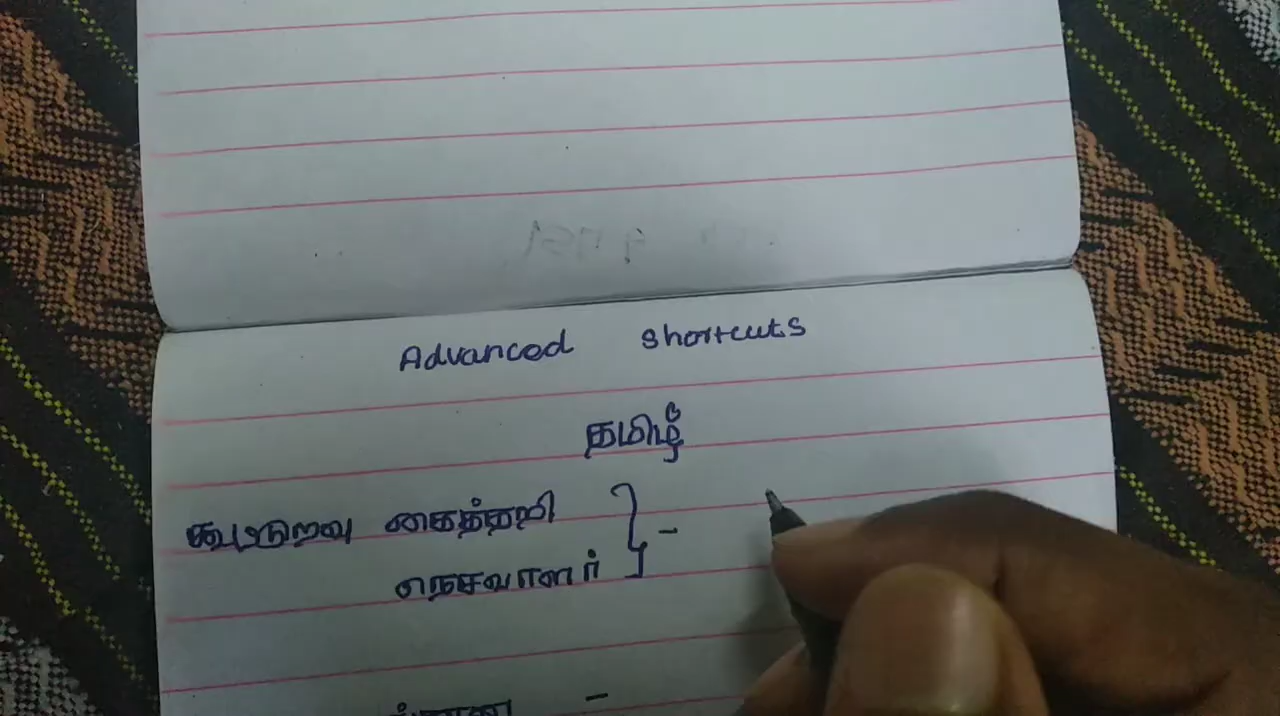 Advanced shortcuts
தமிழ்
கூட்டுறவு கைத்தறி } -
நெசவாளர்
-